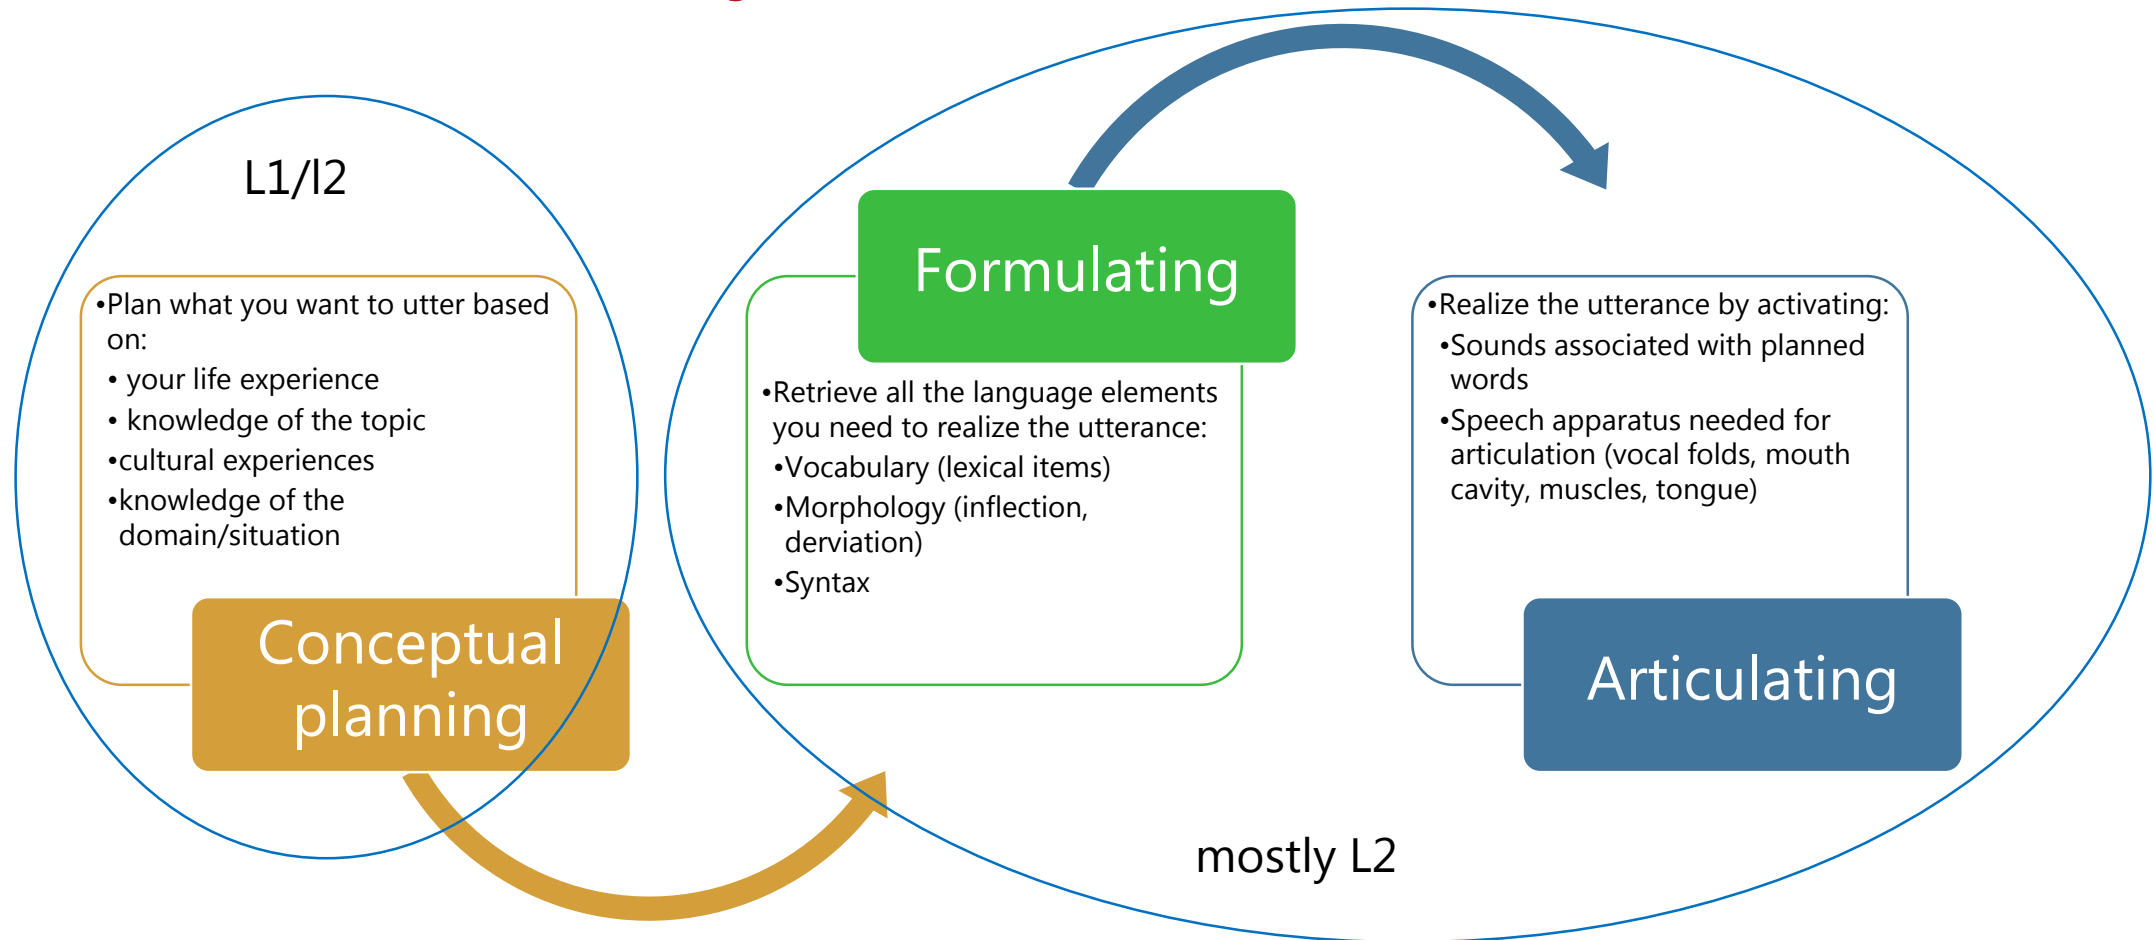 L1/l2
•Plan what you want to utter based
on:
• your life experience
• knowledge of the topic
•cultural experiences
•knowledge of the
domain/situation
Conceptual
planning
Formulating
•Retrieve all the language elements
you need to realize the utterance:
•Vocabulary (lexical items)
•Morphology (inflection,
derviation)
•Syntax
•Realize the utterance by activating:
•Sounds associated with planned
words
•Speech apparatus needed for
articulation (vocal folds, mouth
cavity, muscles, tongue)
Articulating
mostly L2